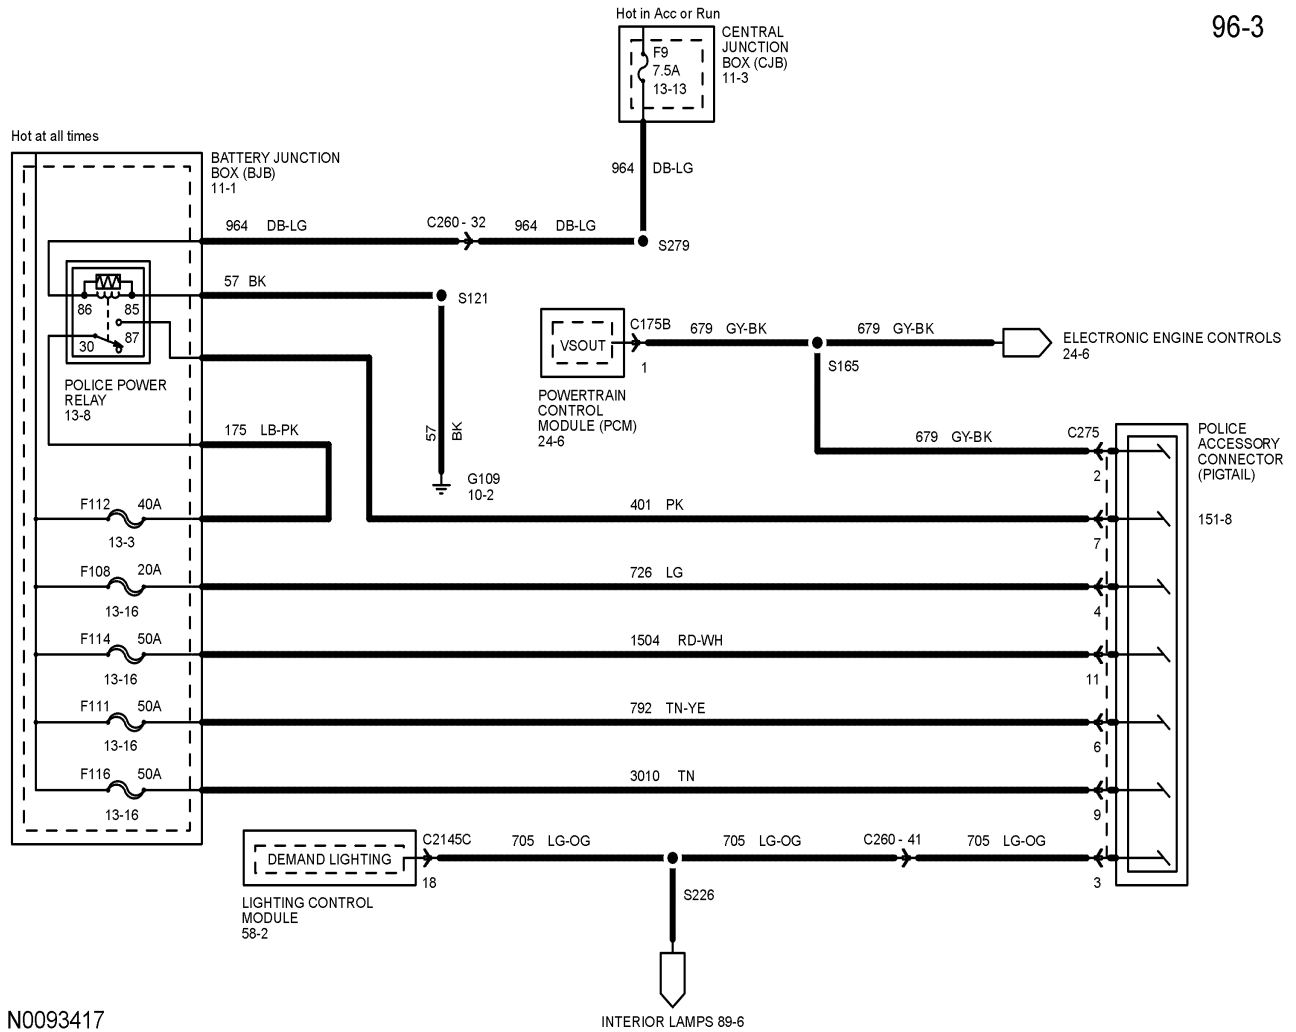 96-3
Hot in Acc or Run
F9
7.5A
13-13
CENTRAL
JUNCTION
BOX (CJB)
11-3
Hot at all times
BATTERY JUNCTION
BOX (BJB)
11-1
964 DB-LG
964 DB-LG
C260 - 32
964 DB-LG
S279
57 BK
S121
86
85
30
87
POLICE POWER
RELAY
13-8
VSOUT
C175B
1
POWERTRAIN
CONTROL
MODULE (PCM)
24-6
679 GY-BK
679 GY-BK
S165
ELECTRONIC ENGINE CONTROLS
24-6
175 LB-PK
57
BK
G109
10-2
679 GY-BK
C275
2
POLICE
ACCESSORY
CONNECTOR
(PIGTAIL)
151-8
F112 40A
13-3
401 PK
7
F108 20A
13-16
726 LG
4
F114 50A
13-16
1504 RD-WH
11
F111 50A
13-16
792 TN-YE
6
F116 50A
13-16
3010 TN
9
DEMAND LIGHTING
C2145C
18
LIGHTING CONTROL
MODULE
58-2
705 LG-OG
705 LG-OG
C260 - 41
705 LG-OG
3
S226
INTERIOR LAMPS 89-6
N0093417